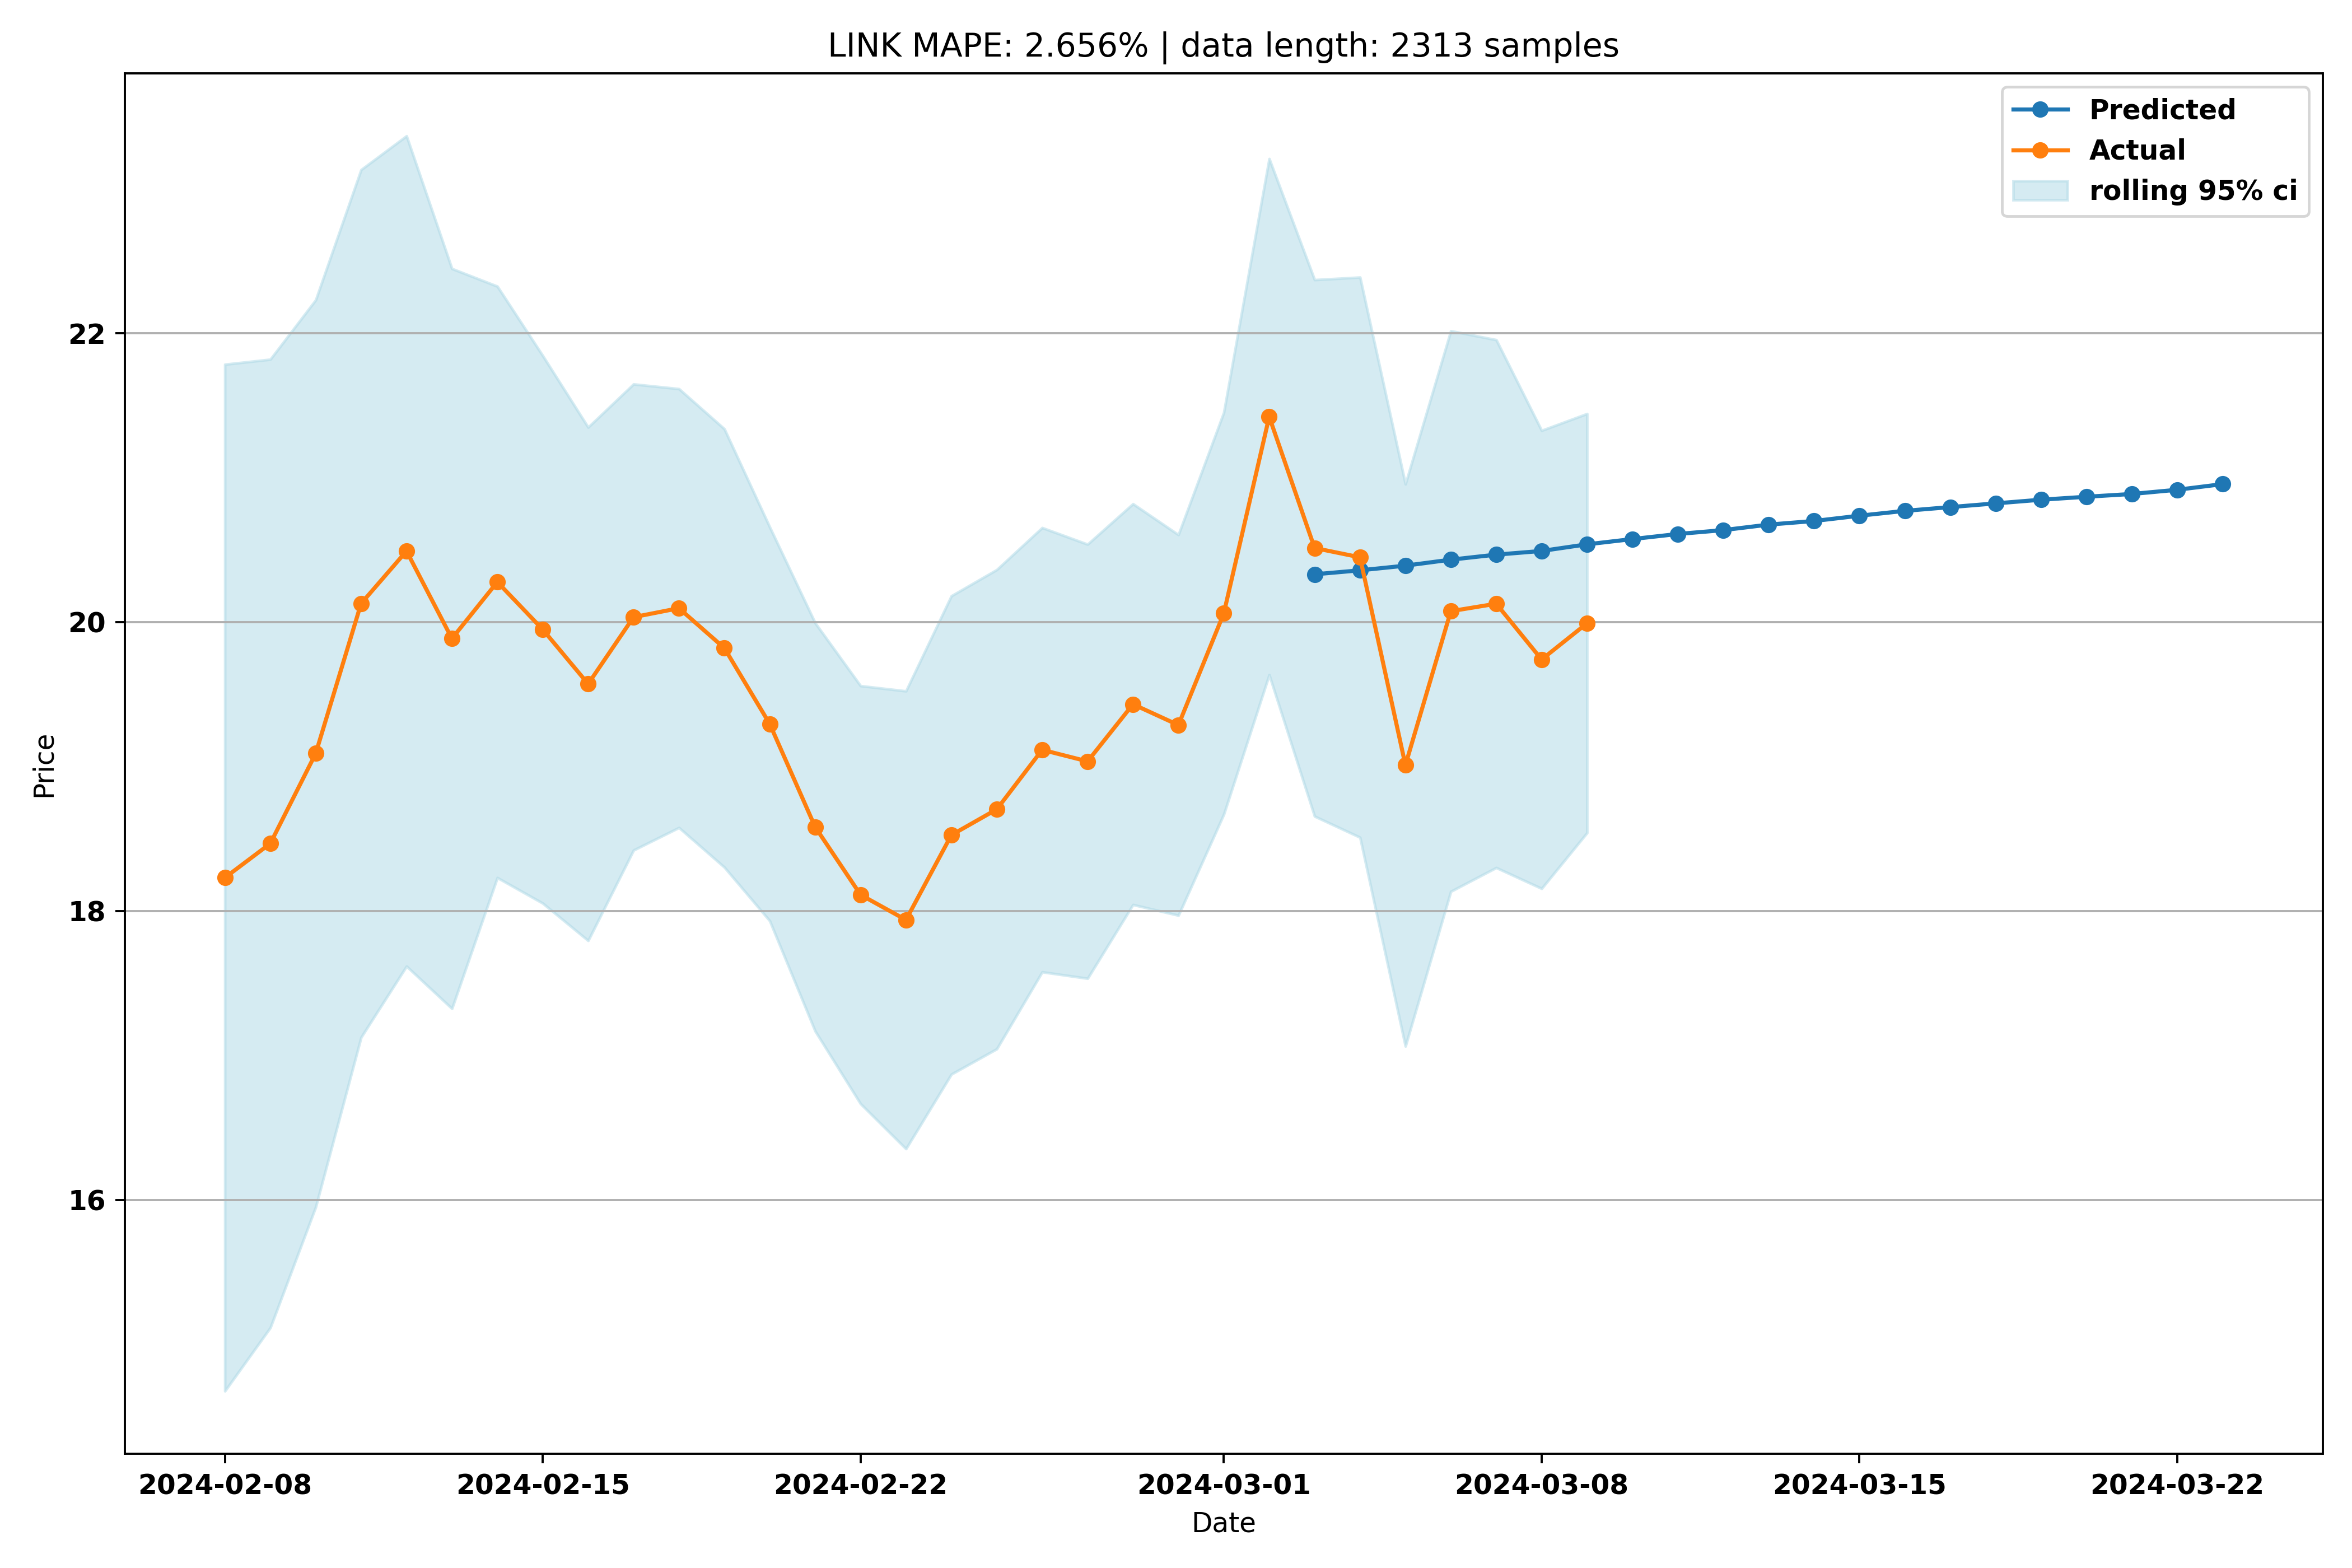 LINK MAPE: 2.656% | data length: 2313 samples
Predicted
Actual
rolling 95% ci
22
20
18
16
Price
2024-02-08
2024-02-15
2024-02-22
2024-03-01
2024-03-08
2024-03-15
2024-03-22
Date